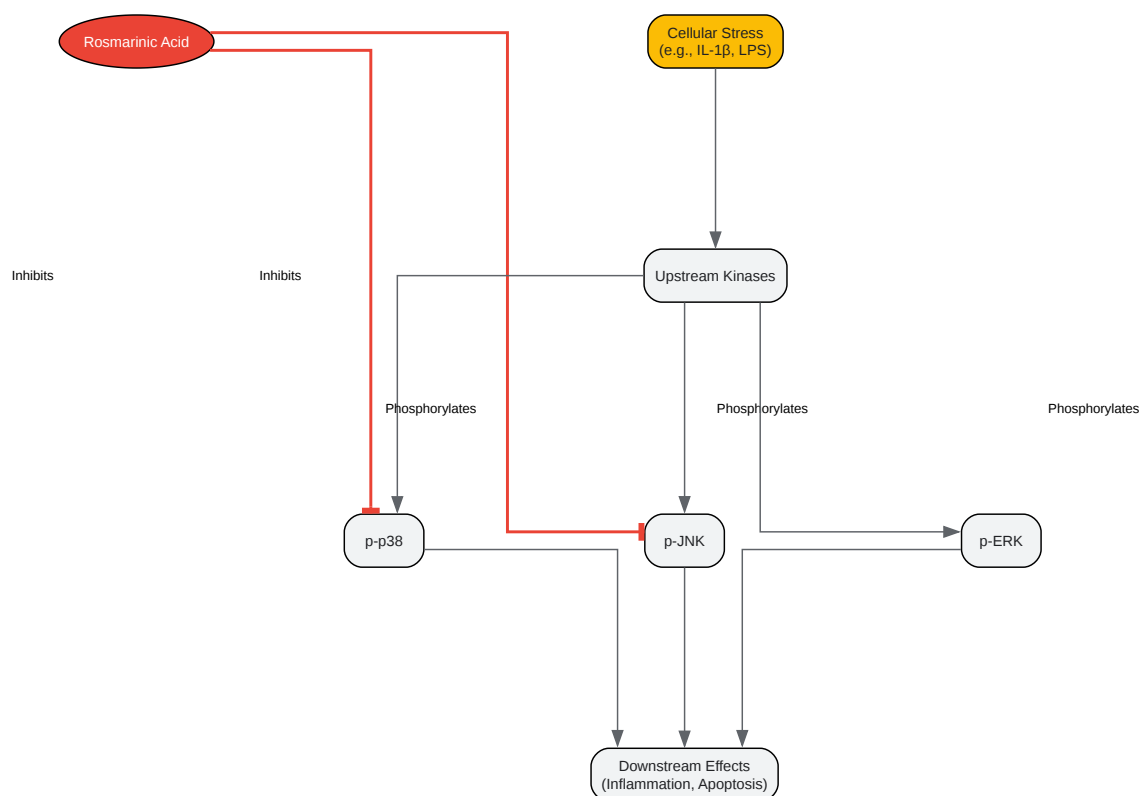 Rosmarinic Acid
Cellular Stress
(e.g., IL-1β, LPS)
Inhibits
Inhibits
Upstream Kinases
Phosphorylates
Phosphorylates
Phosphorylates
p-p38
p-JNK
p-ERK
Downstream Effects
(Inflammation, Apoptosis)